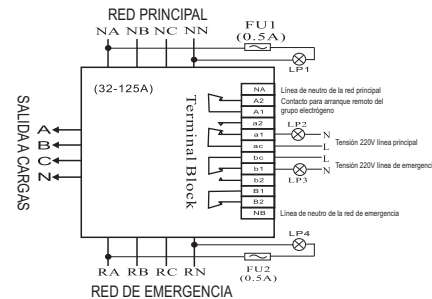 RED PRINCIPAL
NA NB NC NN
FU1
(0.5A)
LP1
(32-125A)
Terminal Block
NA
A2
A1
a2
a1
ac
bc
b1
b2
B1
B2
NB
Línea de neutro de la red principal
Contacto para arranque remoto del
grupo electrógeno
LP2
N
L
Tensión 220V línea principal
L
N
Tensión 220V línea de emergenci
LP3
Línea de neutro de la red de emergencia
SALIDA A CARGAS
A
B
C
N
LP4
RA RB RC RN
FU2
(0.5A)
RED DE EMERGENCIA